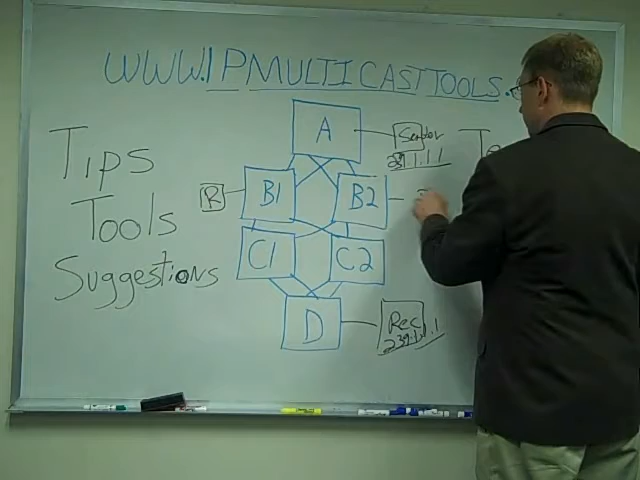 WWW.IPMULTICASTTOOLS.
Tips
Tools
Suggestions
A
Sender
239.1.1.1
R
B1
B2
C1
C2
D
Rec
239.1.1.1